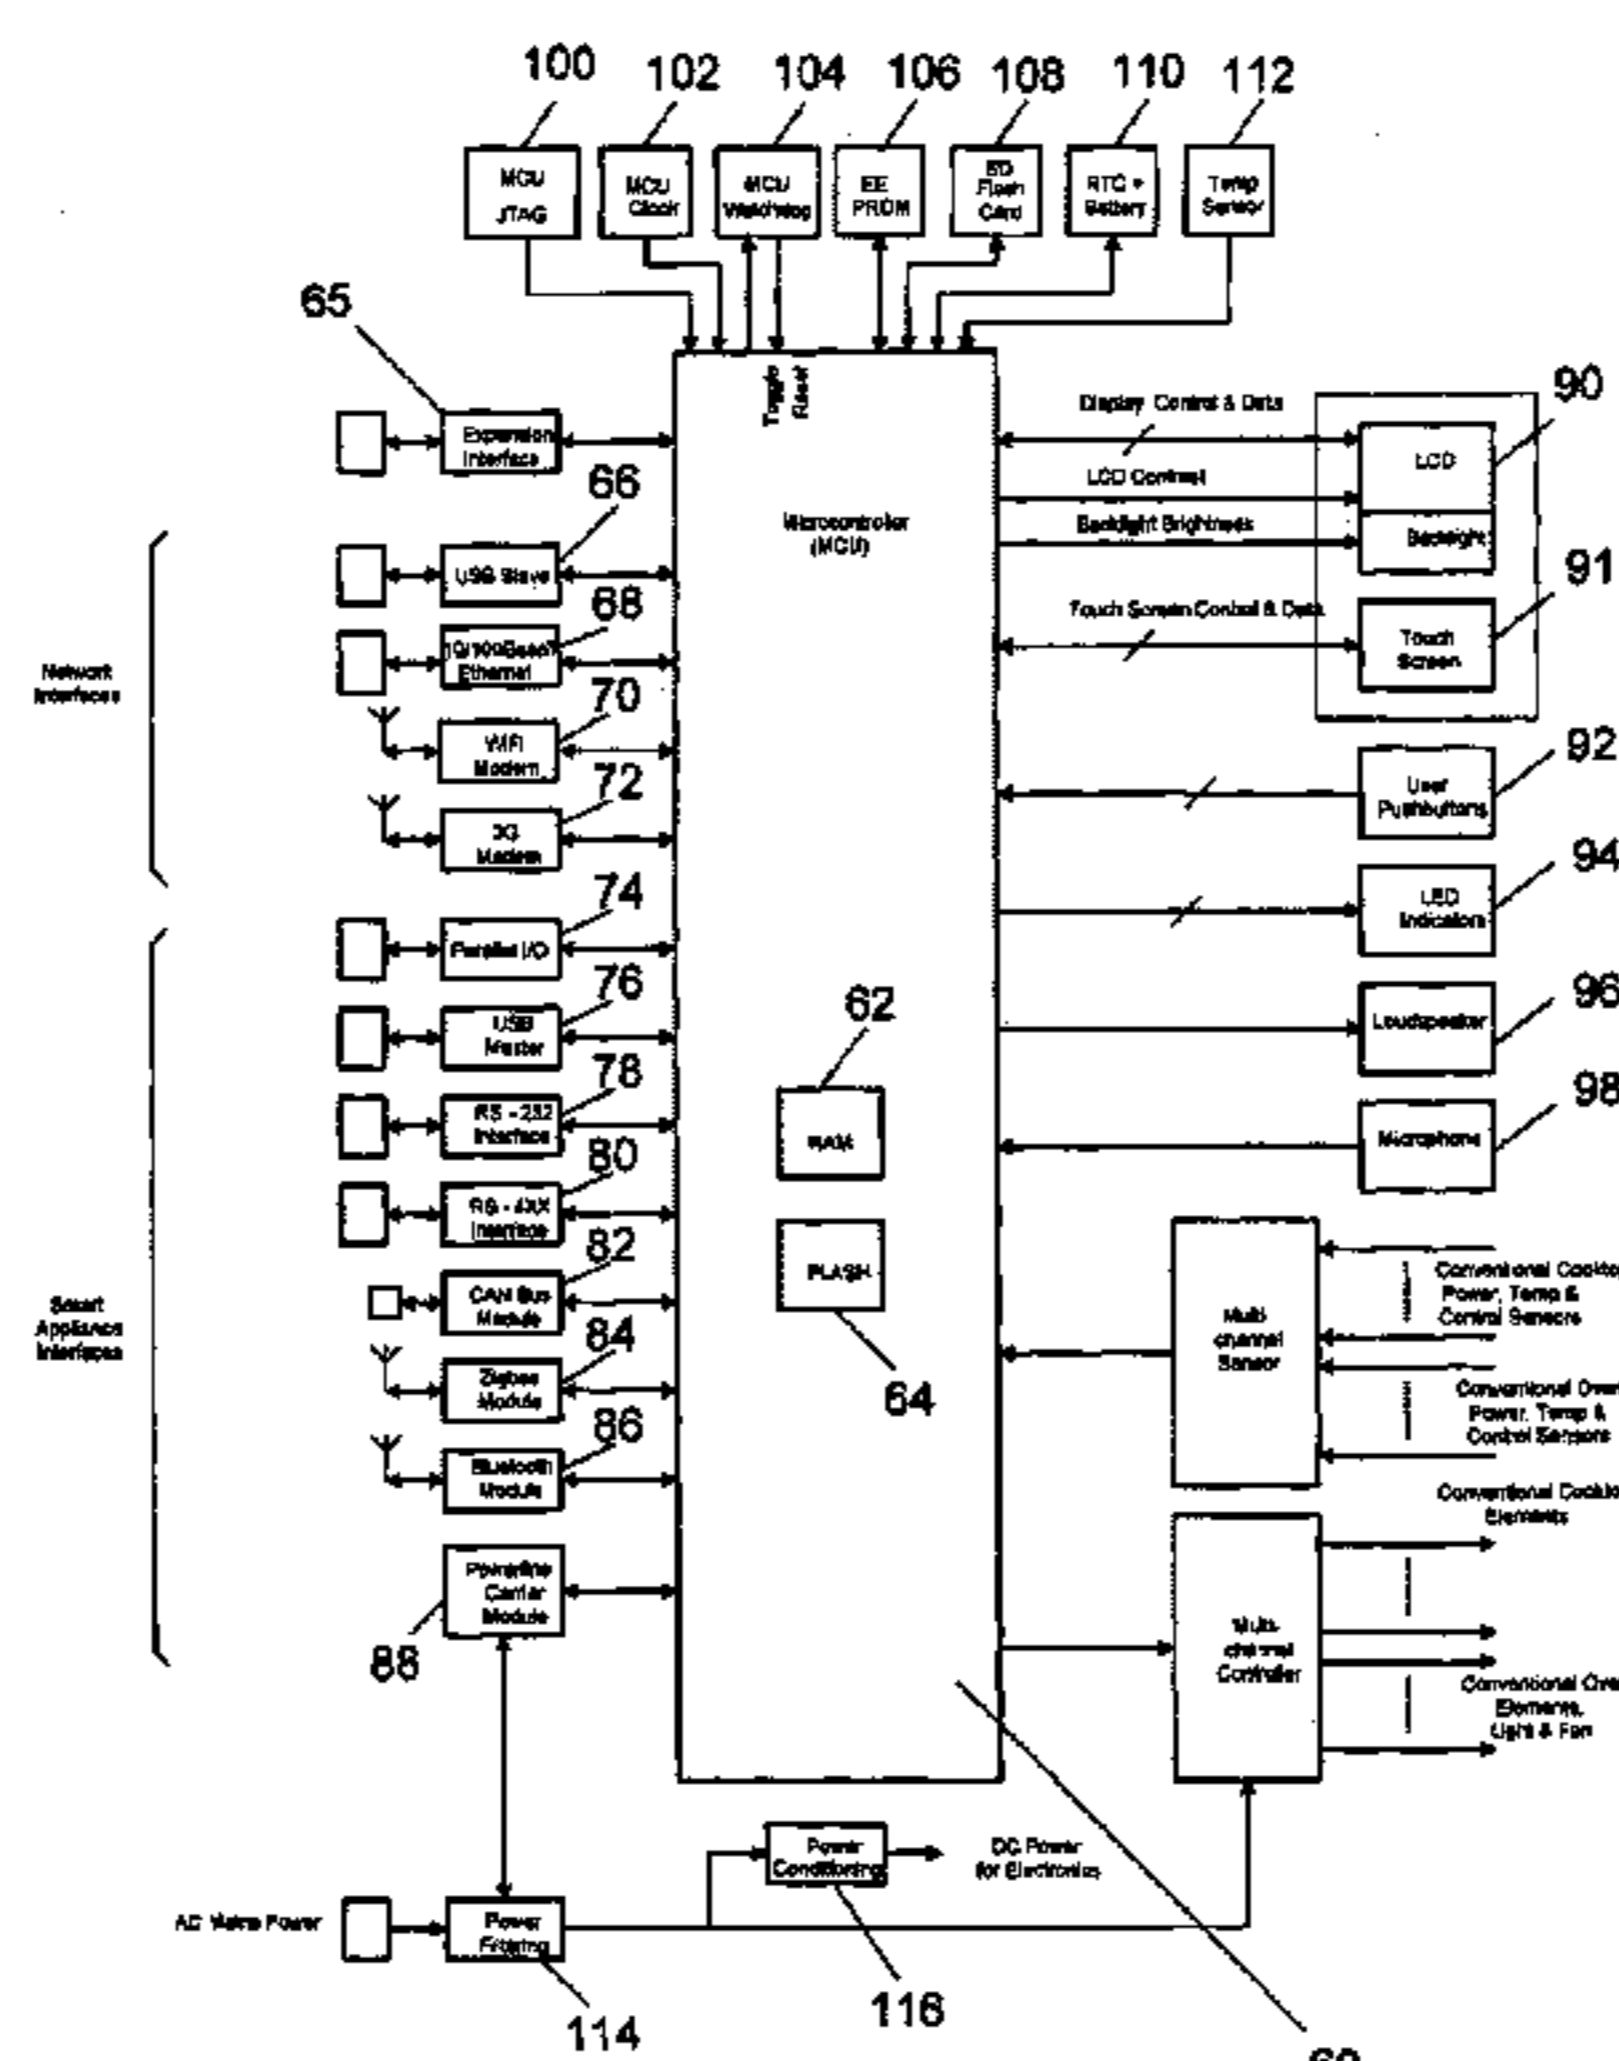 100 102 104 106 108 110 112
MCU
JTAG
MCU
Clock
MCU
Watchdog
EE
PROM
SD
Flash
Card
RTC +
Battery
Temp
Sensor
Toggle
Reset
65
Expansion
Interface
Network
Interfaces
66
USB Slave
68
10/100BaseT
Ethernet
70
WiFi
Modem
72
3G
Modem
Smart
Appliance
Interfaces
74
Parallel I/O
76
USB
Master
78
RS - 232
Interface
80
RS - 4XX
Interface
82
CAN Bus
Module
84
Zigbee
Module
86
Bluetooth
Module
Powerline
Carrier
Module
88
Microcontroller
(MCU)
62
RAM
FLASH
64
Display Control & Data
LCD Contrast
Backlight Brightness
Touch Screen Control & Data
90
LCD
Backlight
91
Touch
Screen
92
User
Pushbuttons
94
LED
Indicators
96
Loudspeaker
98
Microphone
Multi
channel
Sensor
Conventional
Power, Temp &
Control Sensors
Conventional
Power, Temp &
Control Sensors
Conventional
Elements
Multi-
channel
Controller
Conventional
Elements,
Light & Fan
Power
Conditioning
DC Power
for Electronics
116
AC Mains Power
Power
Filtering
114